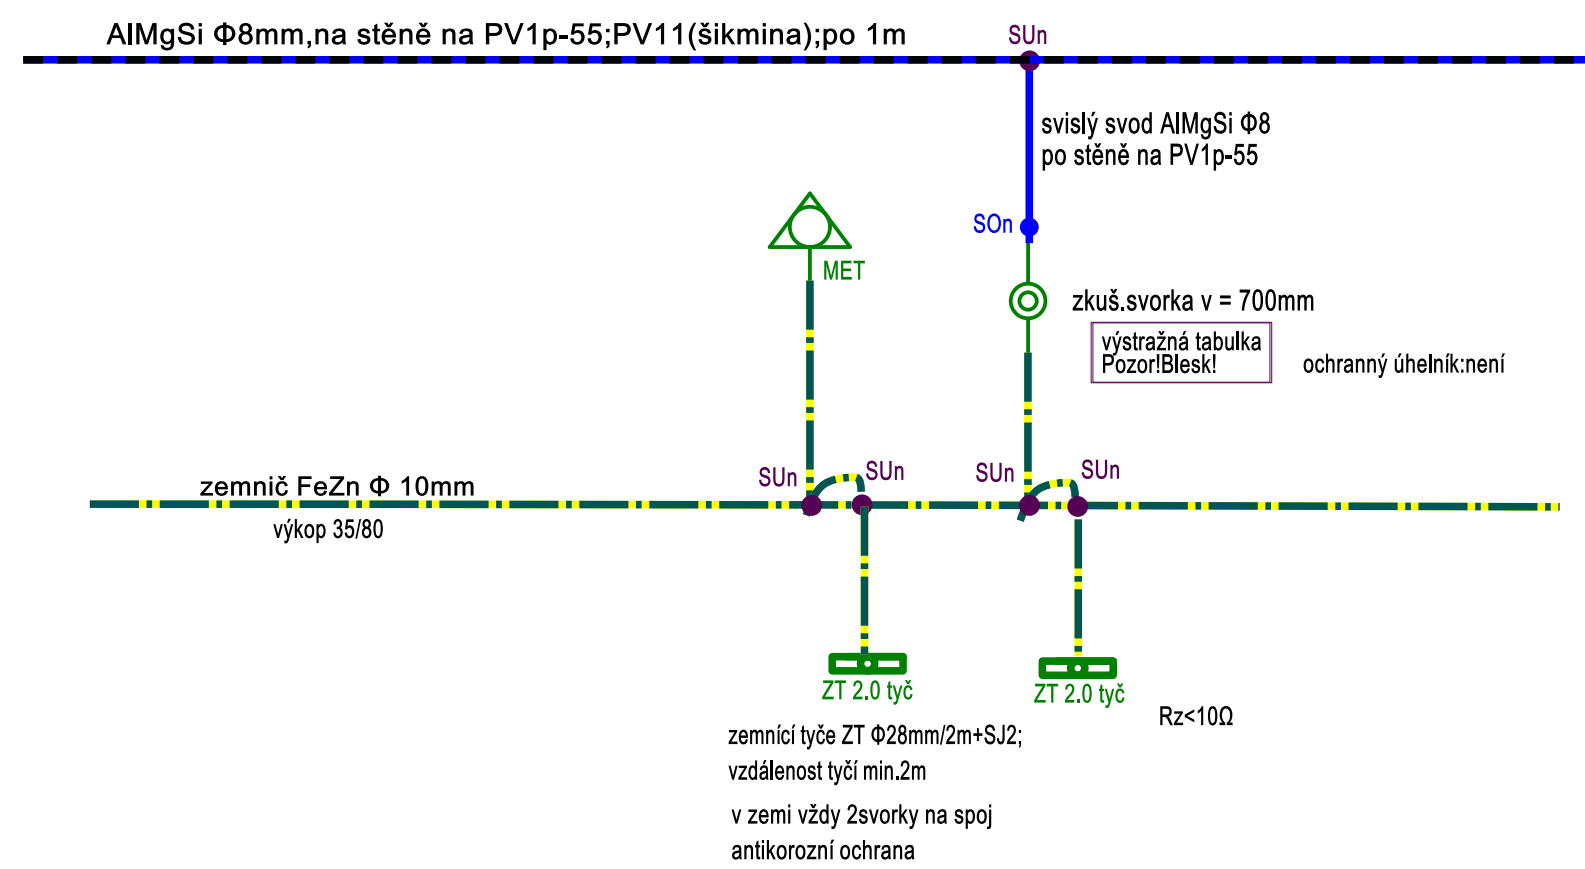 AlMgSi Φ8mm,na stěně na PV1p-55;PV11(šikmina);po 1m
SUn
svislý svod AlMgSi Φ8
po stěně na PV1p-55
SOn
MET
zkuš.svorka v = 700mm
výstražná tabulka
Pozor!Blesk!
ochranný úhelník:není
SUn
SUn
SUn
SUn
zemnič FeZn Φ 10mm
výkop 35/80
ZT 2.0 tyč
ZT 2.0 tyč
Rz<10Ω
zemnící tyče ZT Φ28mm/2m+SJ2;
vzdálenost tyčí min.2m
v zemi vždy 2svorky na spoj
antikorozní ochrana